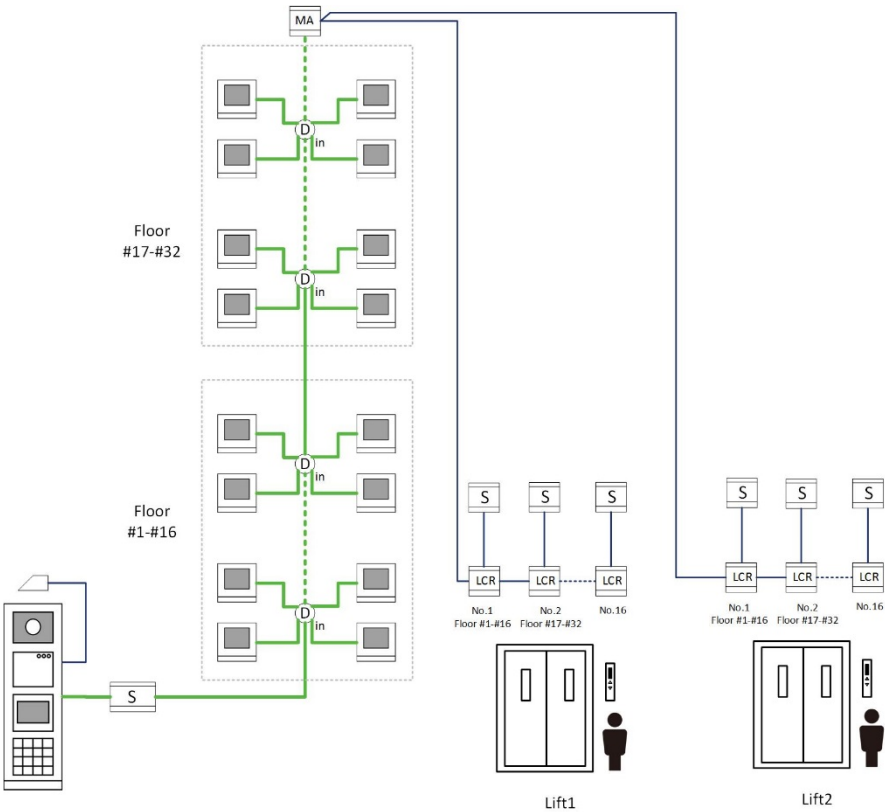 MA
D
in
Floor
#17-#32
D
in
D
in
Floor
#1-#16
D
in
S
S
S
S
LCR
LCR
LCR
No.1
Floor #1-#16
No.2
Floor #17-#32
No.16
Lift1
S
S
S
LCR
LCR
LCR
No.1
Floor #1-#16
No.2
Floor #17-#32
No.16
Lift2